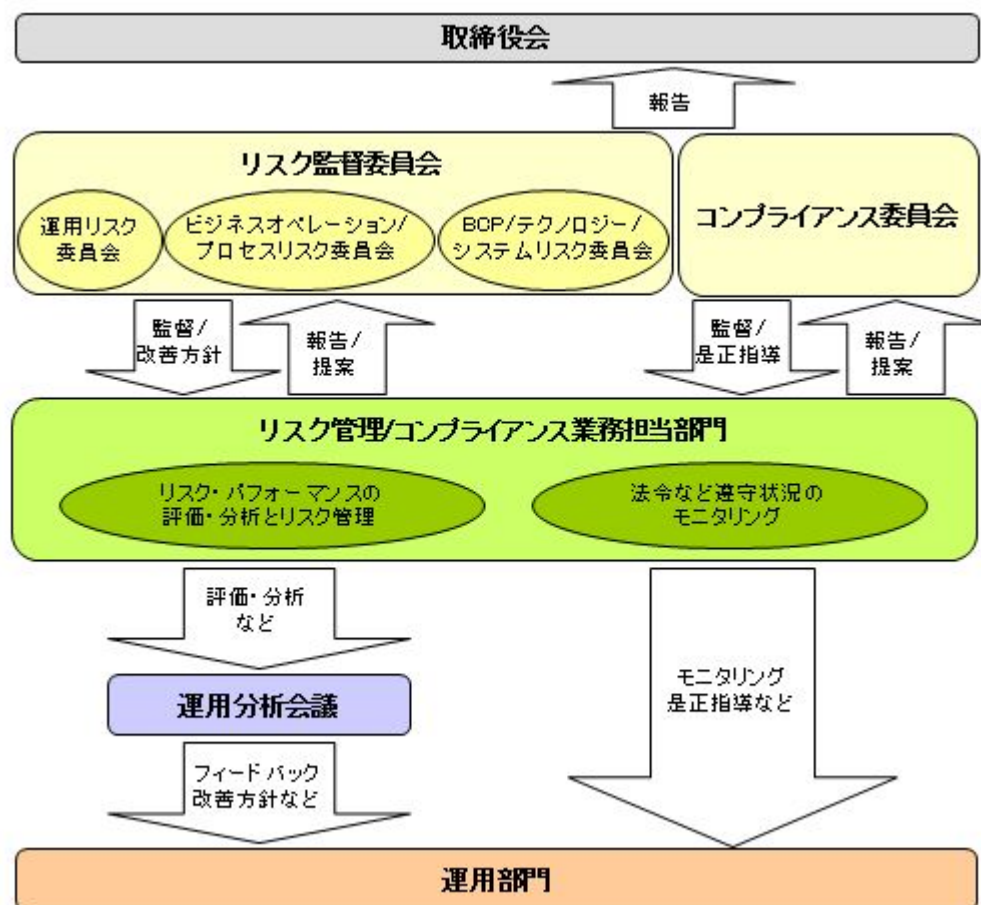 取締役会
報告
リスク監督委員会
運用リスク
委員会
ビジネスオペレーション/
プロセスリスク委員会
BCP/テクノロジー/
システムリスク委員会
コンプライアンス委員会
監督/
改善方針
報告/
提案
監督/
是正指導
報告/
提案
リスク管理/コンプライアンス業務担当部門
リスク・パフォーマンスの
評価・分析とリスク管理
法令など遵守状況の
モニタリング
評価・分析
など
運用分析会議
モニタリング
是正指導など
フィードバック
改善方針など
運用部門